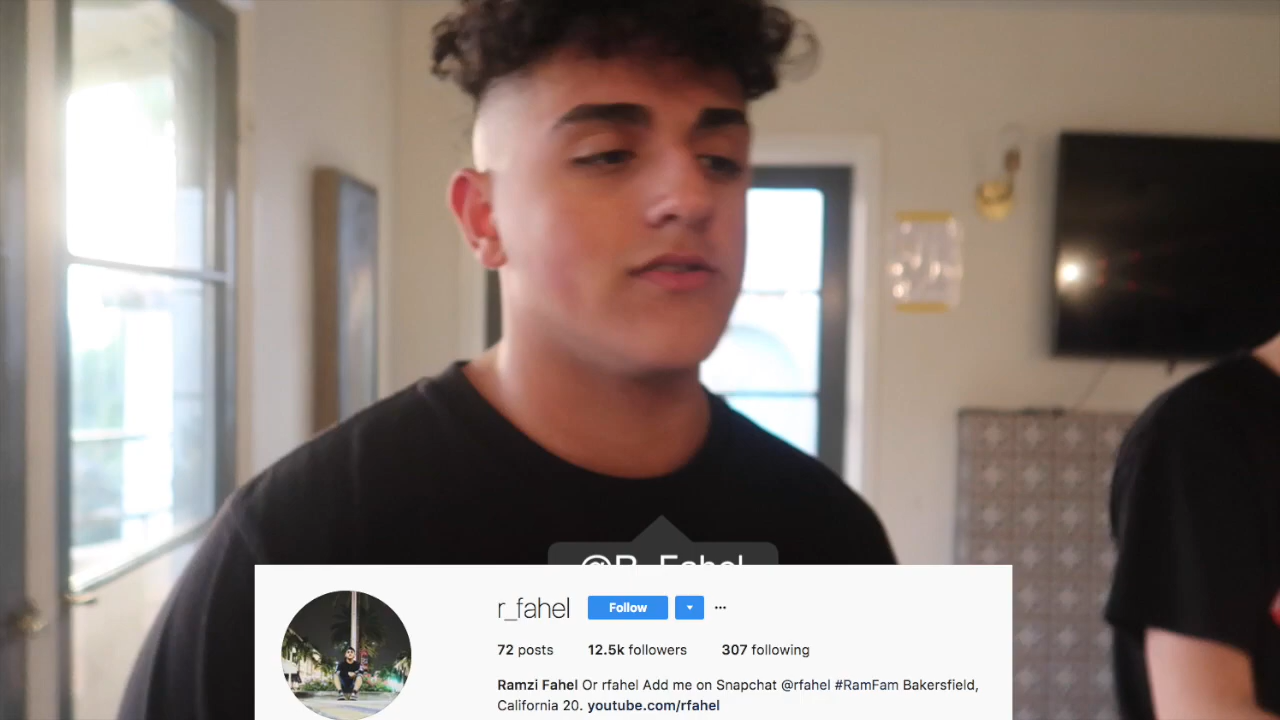 @R_Fahel
r_fahel Follow ...
72 posts 12.5k followers 307 following
Ramzi Fahel Or rfahel Add me on Snapchat @rfahel #RamFam Bakersfield,
California 20. youtube.com/rfahel